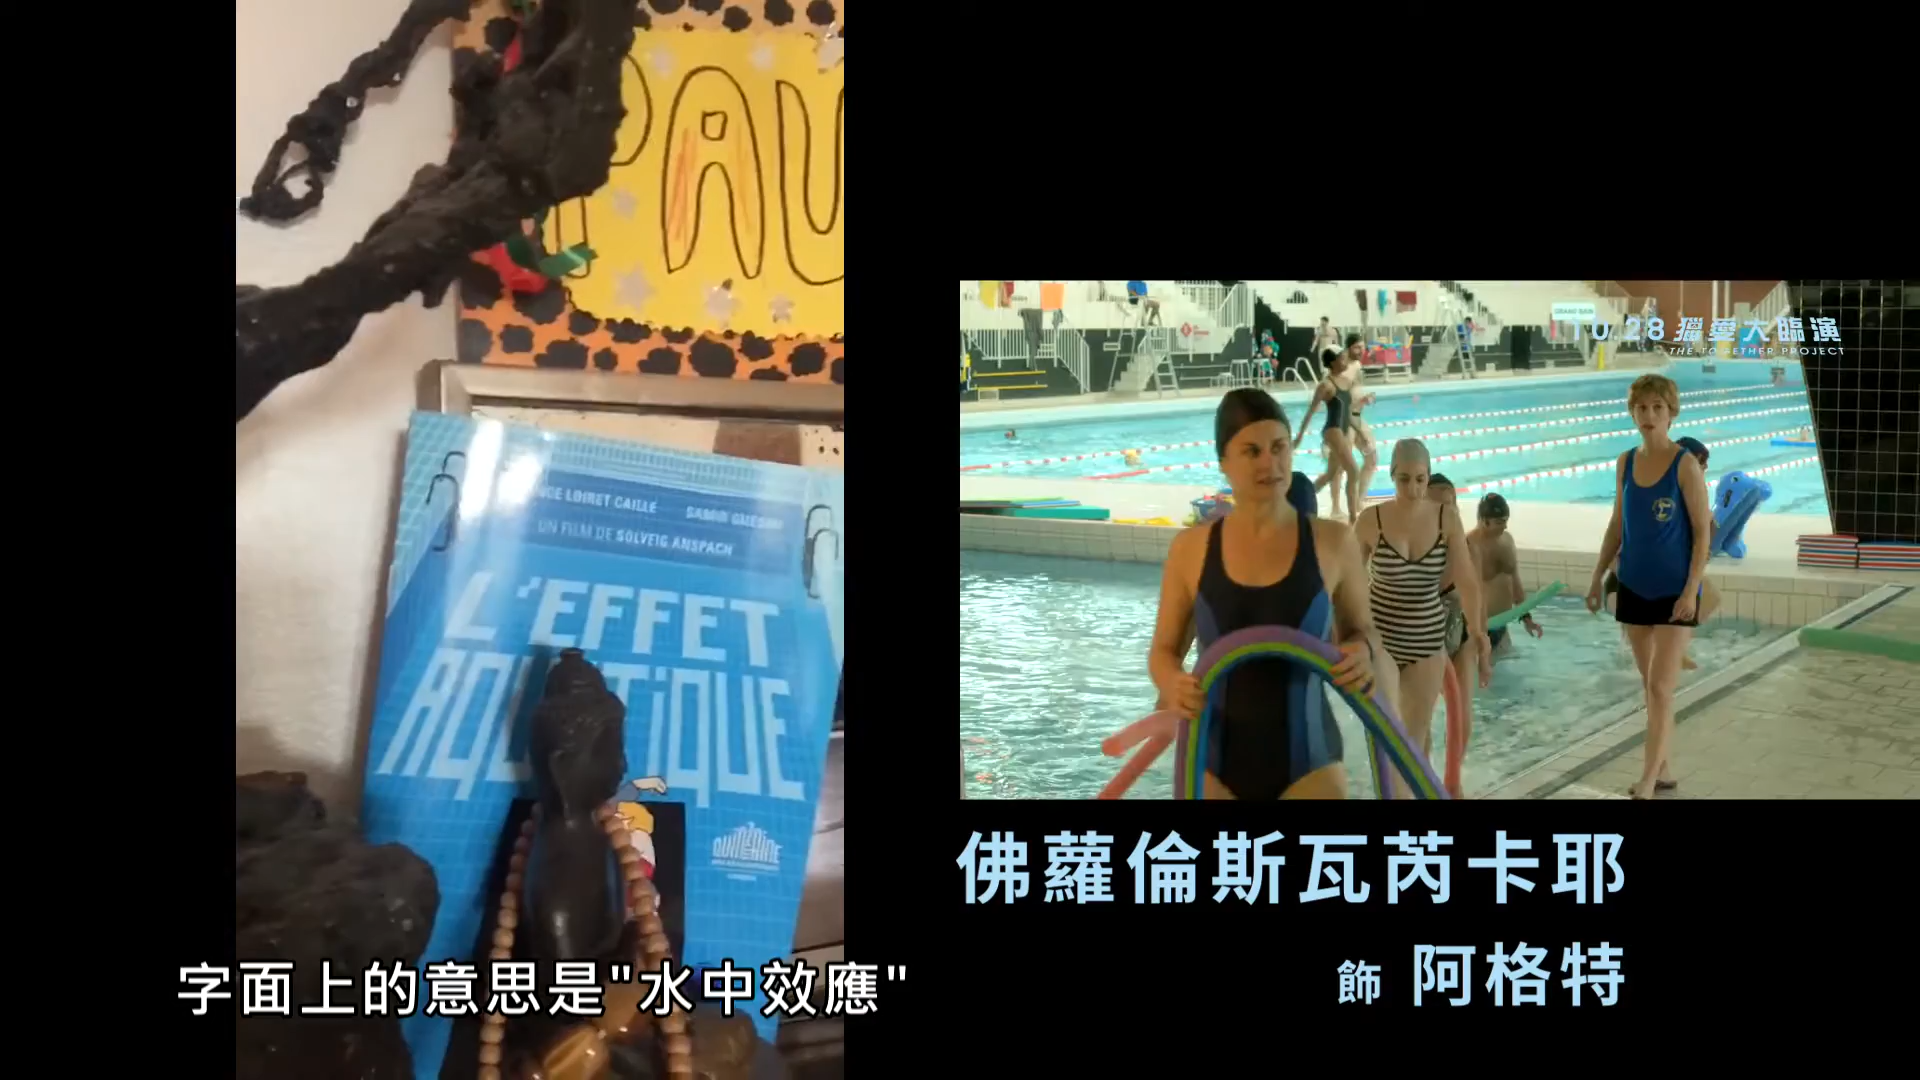 PAU
LOIRET CAILLE
UN FILM DE SOLVEIG ANSPACH
L'EFFET
AQUATIQUE
10.28 獵愛大臨演
THE TOGETHER PROJECT
佛蘿倫斯瓦芮卡耶
飾 阿格特
字面上的意思是"水中效應"